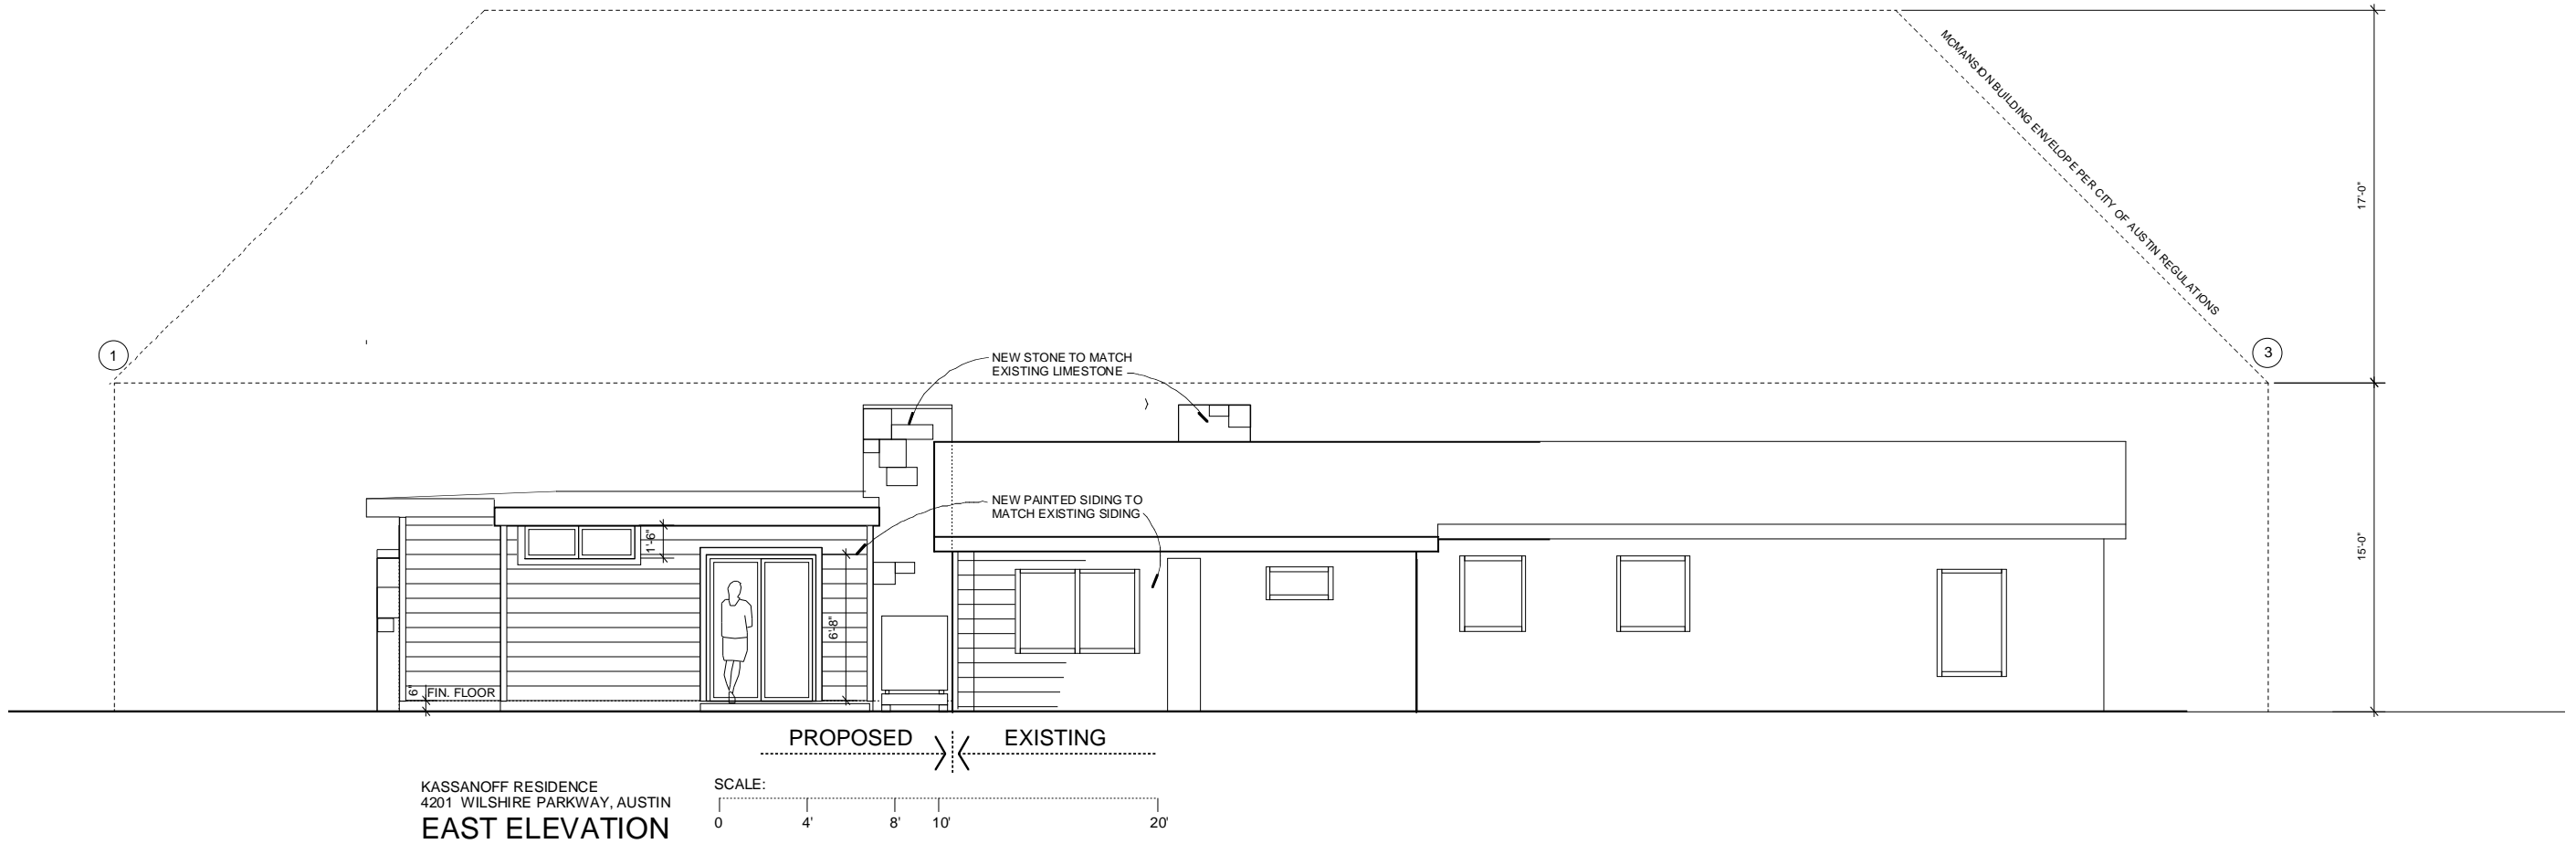 MCMANSION BUILDING ENVELOPE PER CITY OF AUSTIN REGULATIONS
17'-0"
1
3
NEW STONE TO MATCH
EXISTING LIMESTONE
NEW PAINTED SIDING TO
MATCH EXISTING SIDING
1'-6"
15'-0"
6'-8"
6"
FIN. FLOOR
PROPOSED
EXISTING
KASSANOFF RESIDENCE
4201 WILSHIRE PARKWAY, AUSTIN
EAST ELEVATION
SCALE:
0 4' 8' 10' 20'